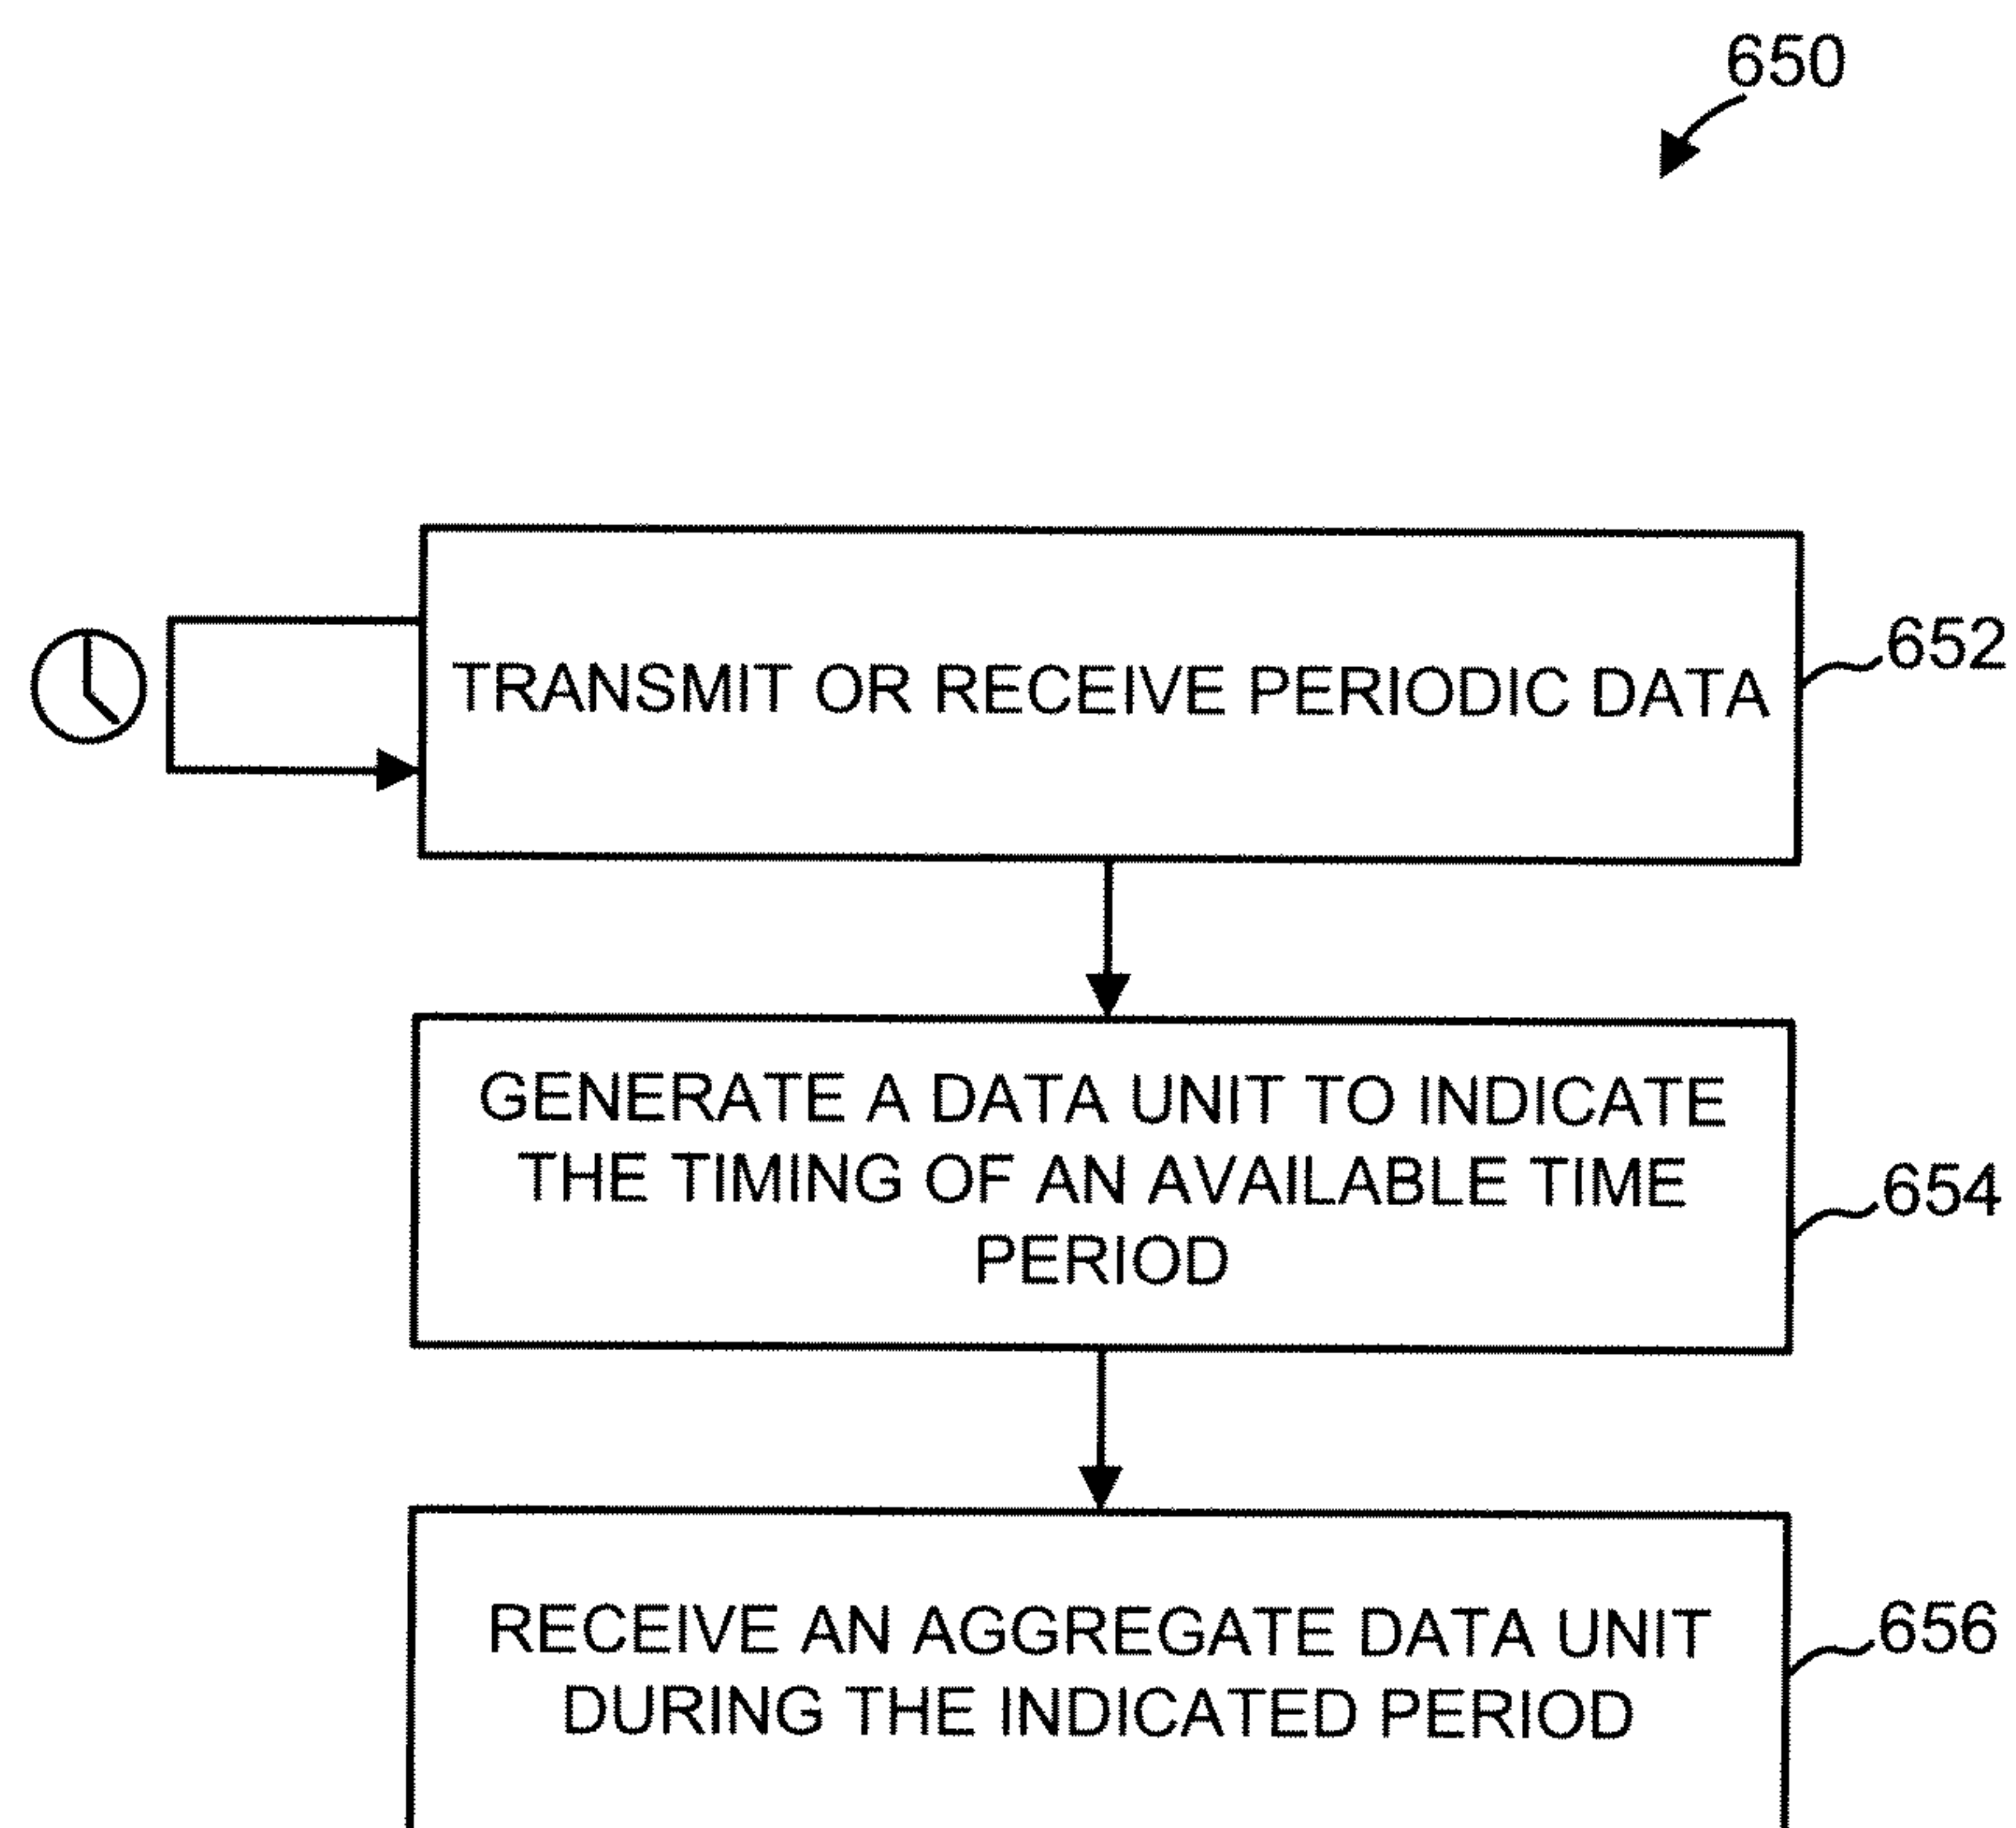 650
TRANSMIT OR RECEIVE PERIODIC DATA
652
GENERATE A DATA UNIT TO INDICATE
THE TIMING OF AN AVAILABLE TIME
PERIOD
654
RECEIVE AN AGGREGATE DATA UNIT
DURING THE INDICATED PERIOD
656